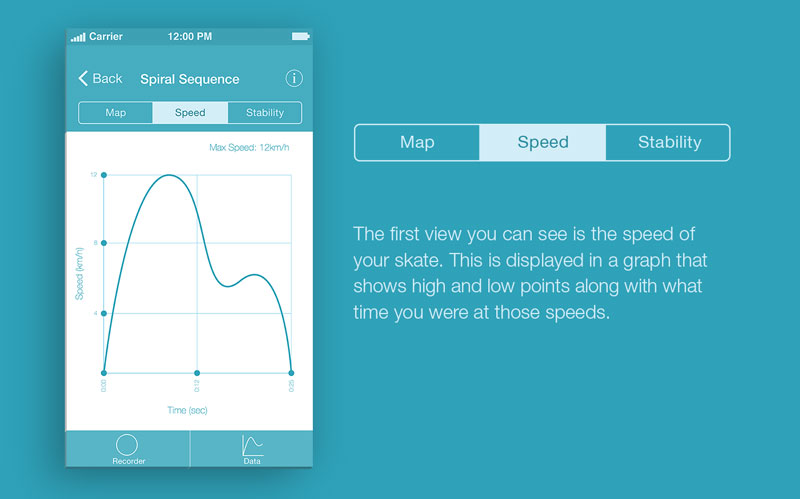 Carrier
12:00 PM
Back
Spiral Sequence
i
Map
Speed
Stability
Max Speed: 12km/h
12
8
4
Speed (km/h)
0:00
0:13
0:25
Time (sec)
Recorder
Data
Map
Speed
Stability
The first view you can see is the speed of
your skate. This is displayed in a graph that
shows high and low points along with what
time you were at those speeds.